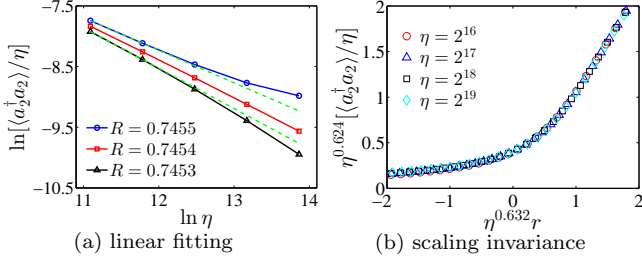 −7.5
−8.5
−9.5
−10.5
ln[⟨a₂†a₂⟩/η]
R = 0.7455
R = 0.7454
R = 0.7453
11 12 13 14
ln η
(a) linear fitting
2
1.5
1
0.5
0
η^0.624[⟨a₂†a₂⟩/η]
η = 2^16
η = 2^17
η = 2^18
η = 2^19
−2 −1 0 1 2
η^0.632 r
(b) scaling invariance